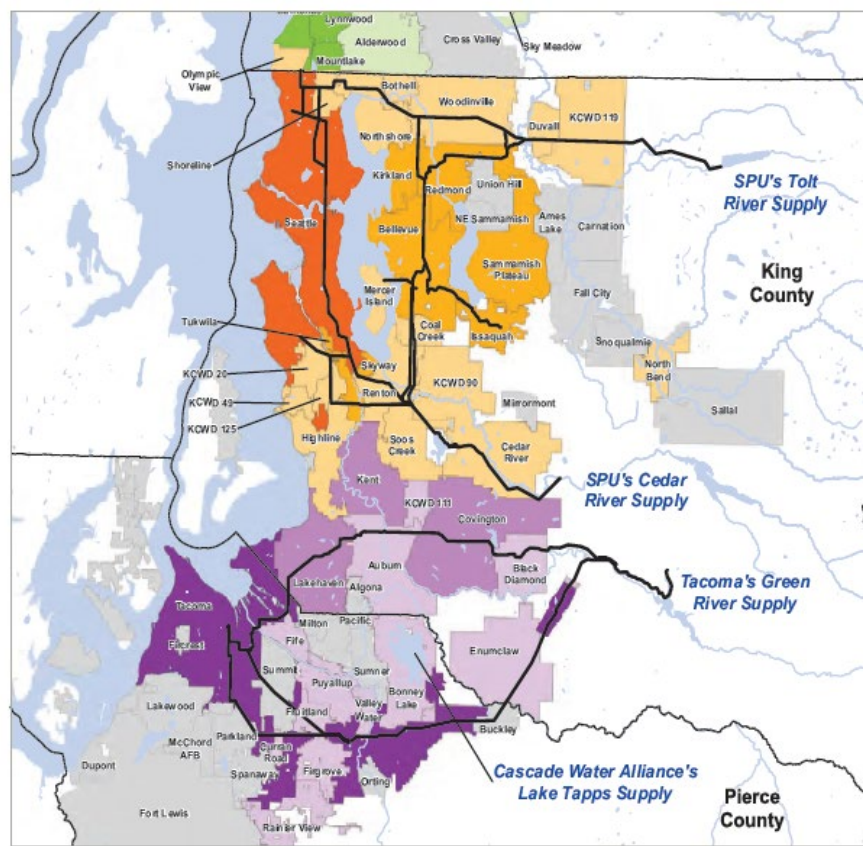 Lynnwood
Alderwood
Cross Valley
Sky Meadow
Mountlake
Olympic
View
Bothell
Woodinville
KCWD 119
Duvall
Northshore
Shoreline
Kirkland
Redmond
Union Hill
SPU's Tolt
River Supply
Seattle
NE Sammamish
Ames
Lake
Carnation
Bellevue
Sammamish
Plateau
King
County
Mercer
Island
Fall City
Tukwila
Coal
Creek
Issaquah
Snoqualmie
North
Bend
KCWD 20
Skyway
KCWD 90
Renton
KCWD 49
Mirrormont
Sallal
KCWD 125
Highline
Soos
Creek
Cedar
River
SPU's Cedar
River Supply
Kent
KCWD 111
Covington
Auburn
Black
Diamond
Tacoma's Green
River Supply
Lakehaven
Algona
Tacoma
Milton
Pacific
Fircrest
Fife
Enumclaw
Summit
Sumner
Puyallup
Bonney
Lake
Lakewood
Fruitland
Valley
Water
Buckley
Parkland
McChord
AFB
Curran
Road
Dupont
Spanaway
Firgrove
Orting
Cascade Water Alliance's
Lake Tapps Supply
Fort Lewis
Pierce
County
Rainier View